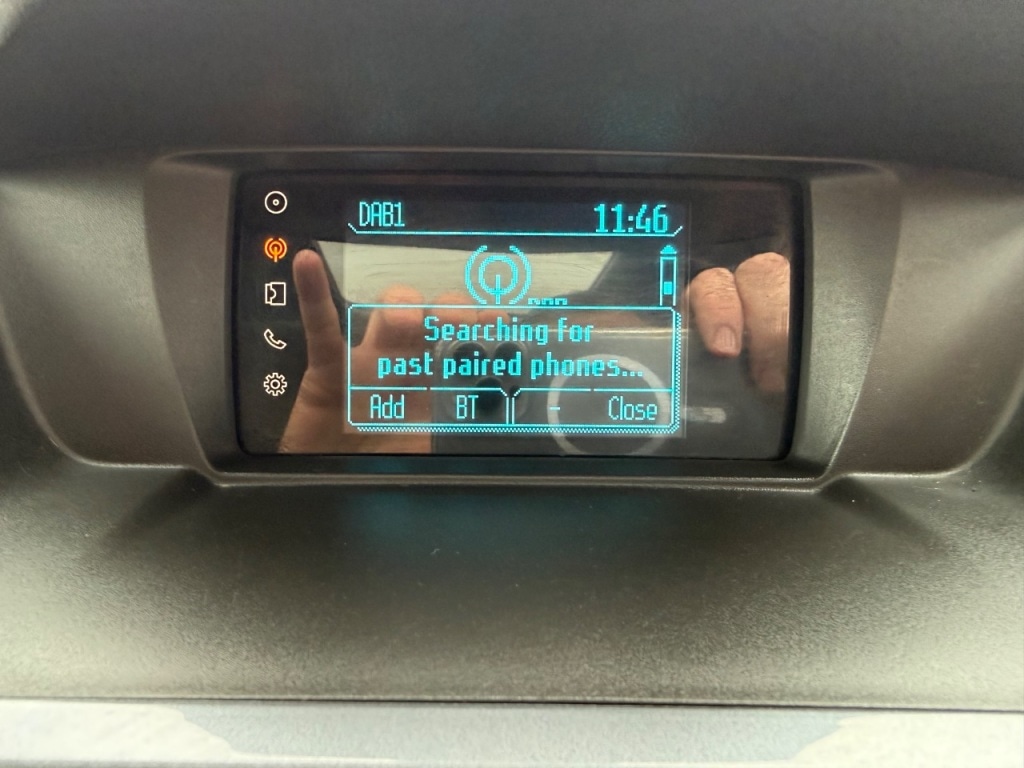 DAB1 11:46
Searching for
past paired phones...
Add BT - Close